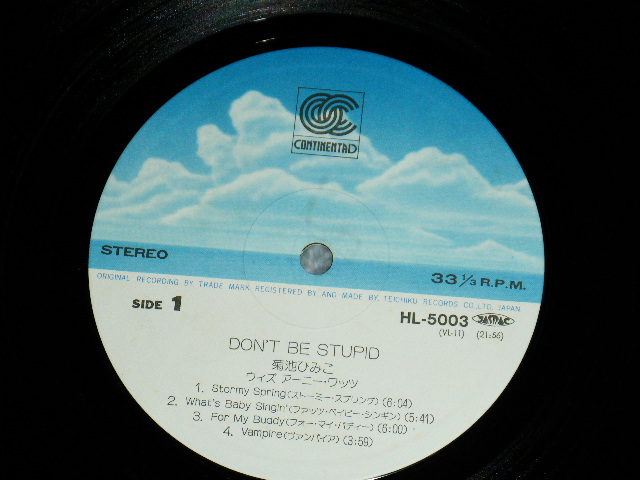 CONTINENTAL
STEREO
33 1/3 R.P.M.
ORIGINAL RECORDING BY TRADE MARK REGISTERED BY AND MADE BY TEICHIKU RECORDS CO.,LTD, JAPAN.
SIDE 1
HL-5003 JASRAC
(VL-11) (21:56)
DON'T BE STUPID
菊池ひみこ
ウィズ アーニー・ワッツ
1. Stormy Spring(ストーミー・スプリング)(6:04)
2. What's Baby Singin'(ファッツ・ベイビー・シンギン)(5:41)
3. For My Buddy(フォー・マイ・バディー)(6:00)
4. Vampire(ヴァンパイア)(3:59)